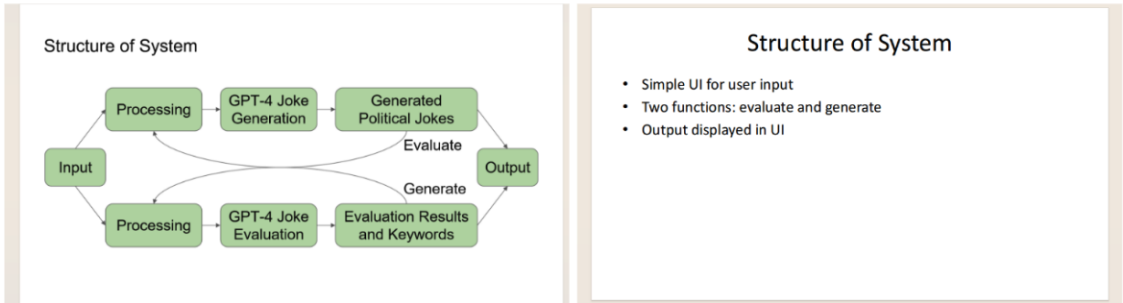 Structure of System
Processing
GPT-4 Joke
Generation
Generated
Political Jokes
Evaluate
Input
Output
Generate
Processing
GPT-4 Joke
Evaluation
Evaluation Results
and Keywords
Structure of System
• Simple UI for user input
• Two functions: evaluate and generate
• Output displayed in UI